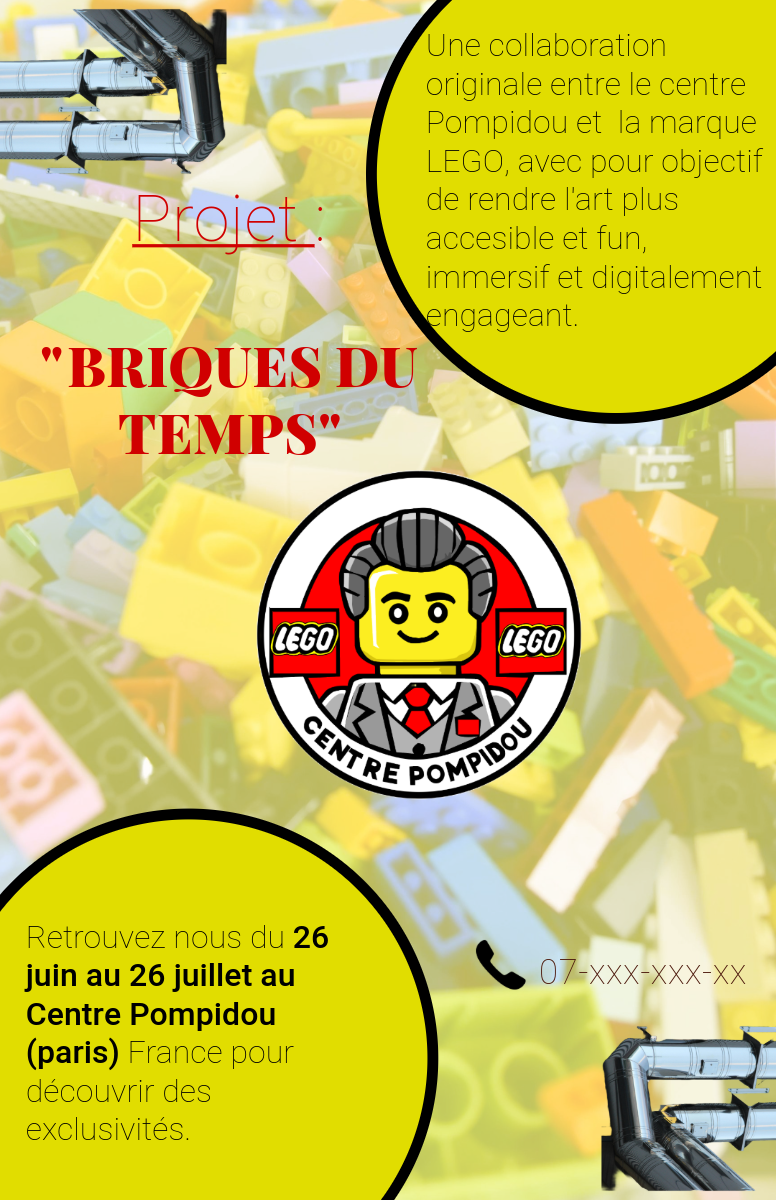 Une collaboration
originale entre le centre
Pompidou et  la marque
LEGO, avec pour objectif
de rendre l'art plus
accesible et fun,
immersif et digitalement
engageant.
Projet :
"BRIQUES DU
TEMPS"
LEGO
LEGO
CENTRE POMPIDOU
Retrouvez nous du 26
juin au 26 juillet au
Centre Pompidou
(paris) France pour
découvrir des
exclusivités.
07-xxx-xxx-xx